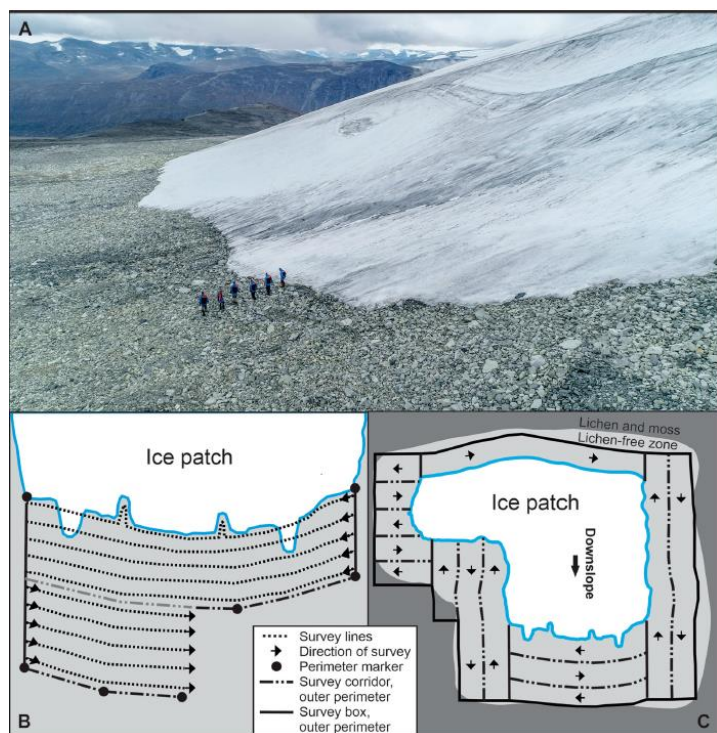 A
Ice patch
Survey lines
Direction of survey
Perimeter marker
Survey corridor,
outer perimeter
Survey box,
outer perimeter
B
Lichen and moss
Lichen-free zone
Ice patch
Downslope
C